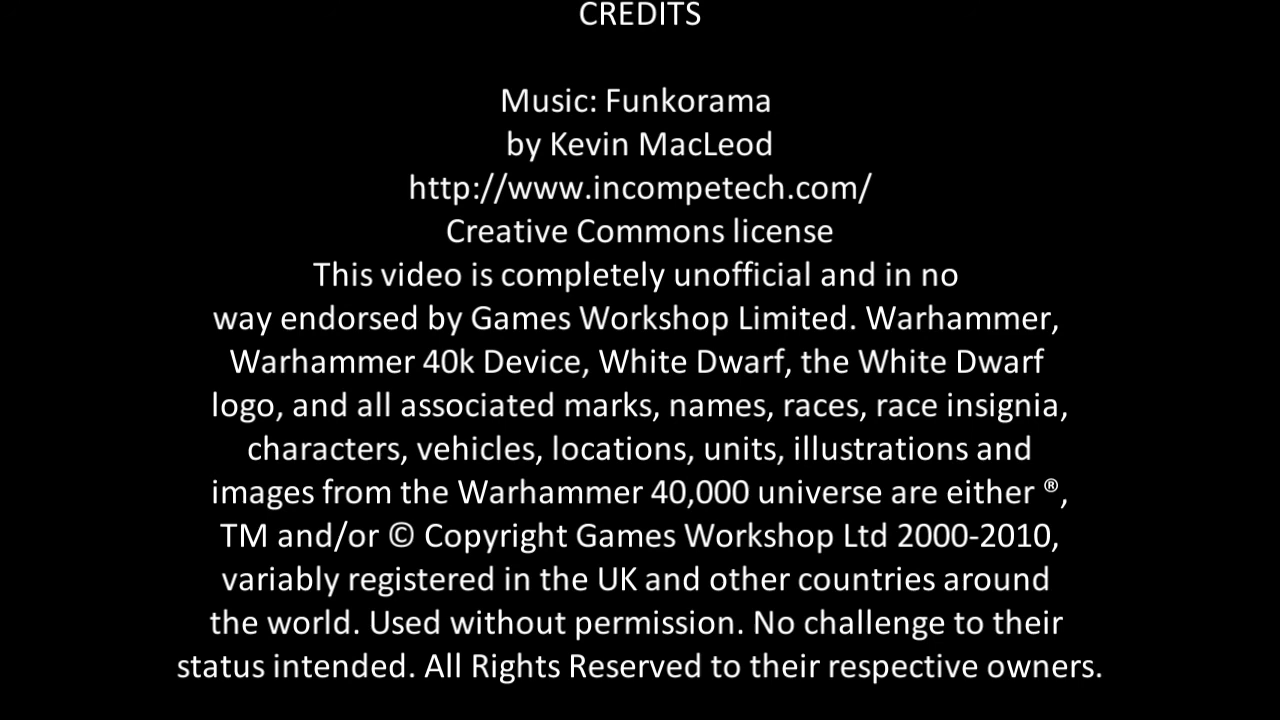 CREDITS
Music: Funkorama
by Kevin MacLeod
http://www.incompetech.com/
Creative Commons license
This video is completely unofficial and in no
way endorsed by Games Workshop Limited. Warhammer,
Warhammer 40k Device, White Dwarf, the White Dwarf
logo, and all associated marks, names, races, race insignia,
characters, vehicles, locations, units, illustrations and
images from the Warhammer 40,000 universe are either ®,
TM and/or © Copyright Games Workshop Ltd 2000-2010,
variably registered in the UK and other countries around
the world. Used without permission. No challenge to their
status intended. All Rights Reserved to their respective owners.